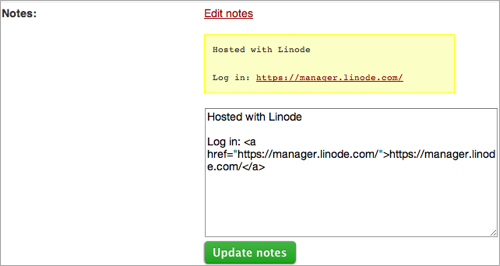 Notes:
Edit notes
Hosted with Linode
Log in: https://manager.linode.com/
Hosted with Linode
Log in: <a
href="https://manager.linode.com/">https://manager.linod
e.com/</a>
Update notes